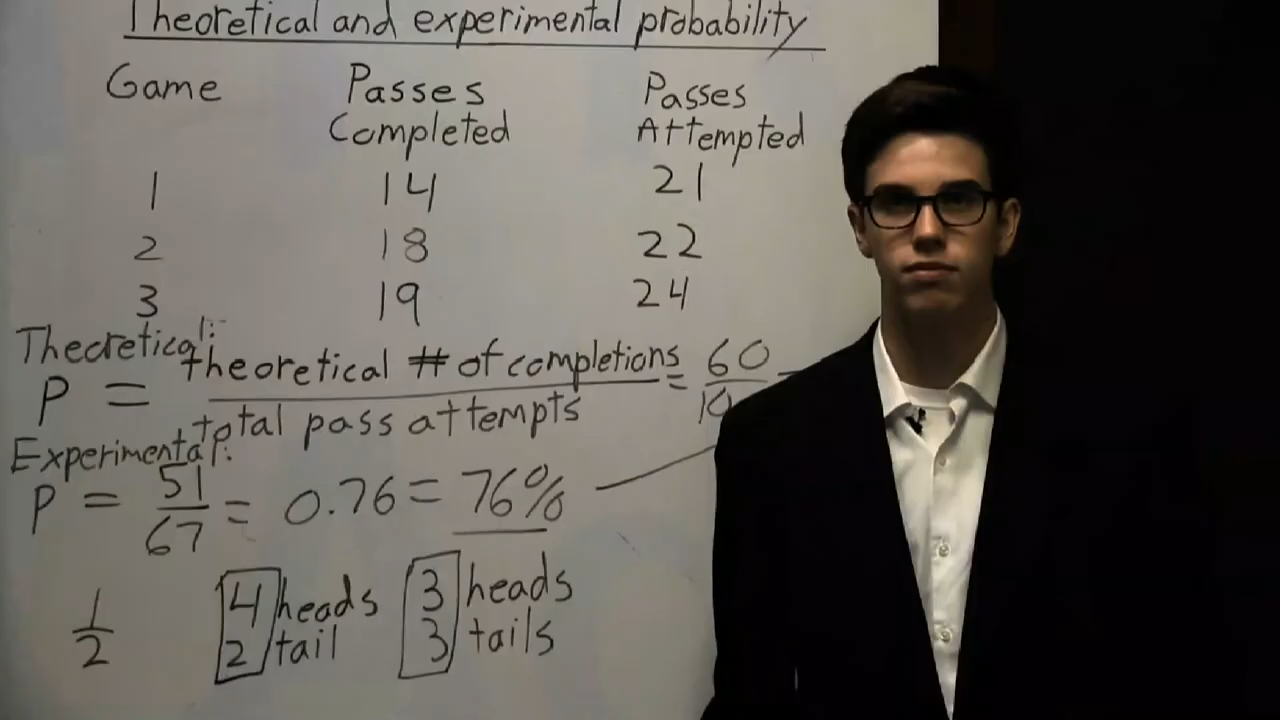 Theoretical and experimental probability
Game Passes Completed Passes Attempted
1 14 21
2 18 22
3 19 24
Theoretical:
P = theoretical # of completions / total pass attempts = 60 /
Experimental:
P = 51/67 = 0.76 = 76%
1/2 4 heads 3 heads
2 tail 3 tails